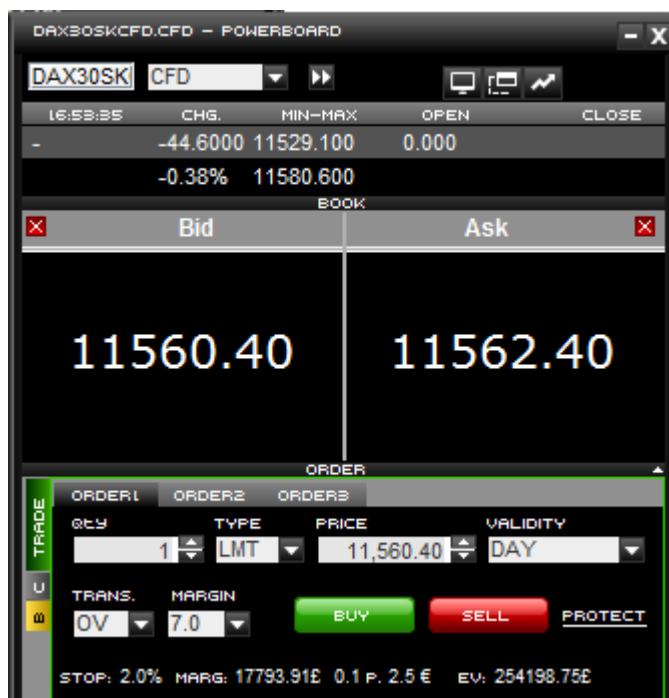 DAX30SKCFD.CFD – POWERBOARD
DAX30SK CFD
16:53:35 CHG. MIN-MAX OPEN CLOSE
- -44.6000 11529.100 0.000
-0.38% 11580.600
BOOK
Bid Ask
11560.40 11562.40
ORDER
TRADE
ORDER1 ORDER2 ORDER3
QTY TYPE PRICE VALIDITY
1 LMT 11,560.40 DAY
C
B
TRANS. MARGIN
OV 7.0 BUY SELL PROTECT
STOP: 2.0% MARG: 17793.91£ 0.1 P. 2.5 € EV: 254198.75£